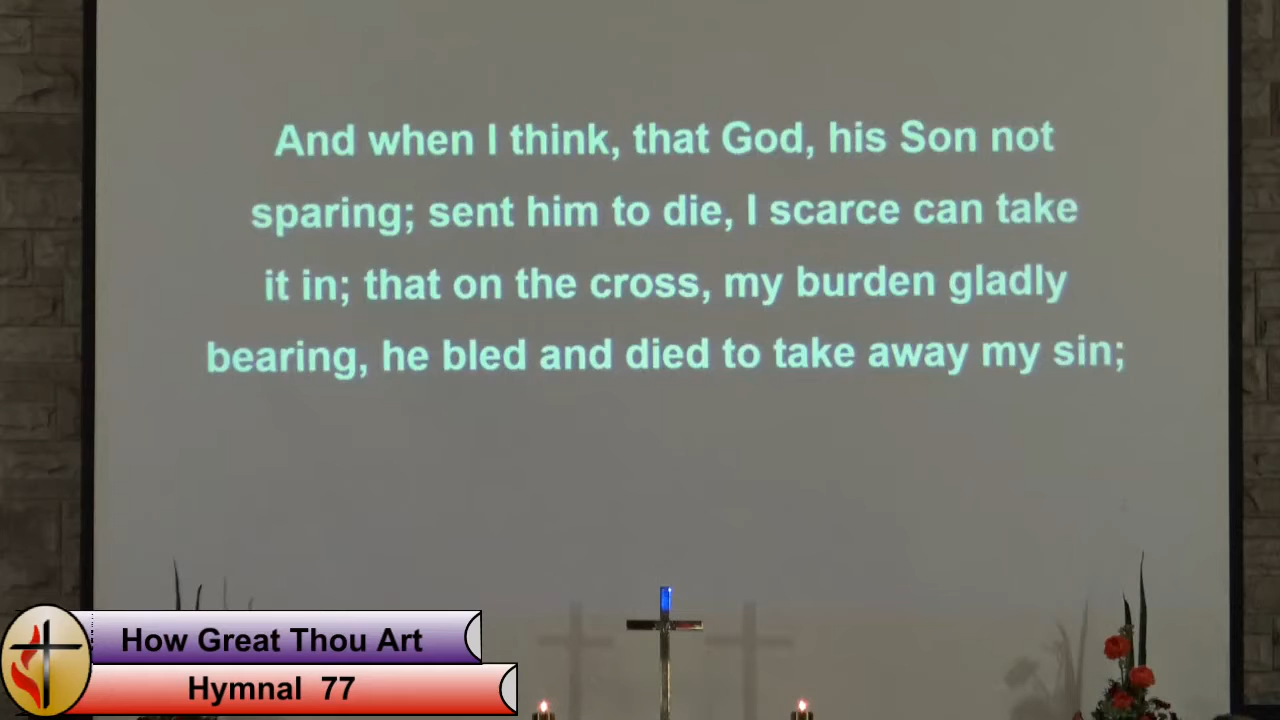 And when I think, that God, his Son not
sparing; sent him to die, I scarce can take
it in; that on the cross, my burden gladly
bearing, he bled and died to take away my sin;
How Great Thou Art
Hymnal 77